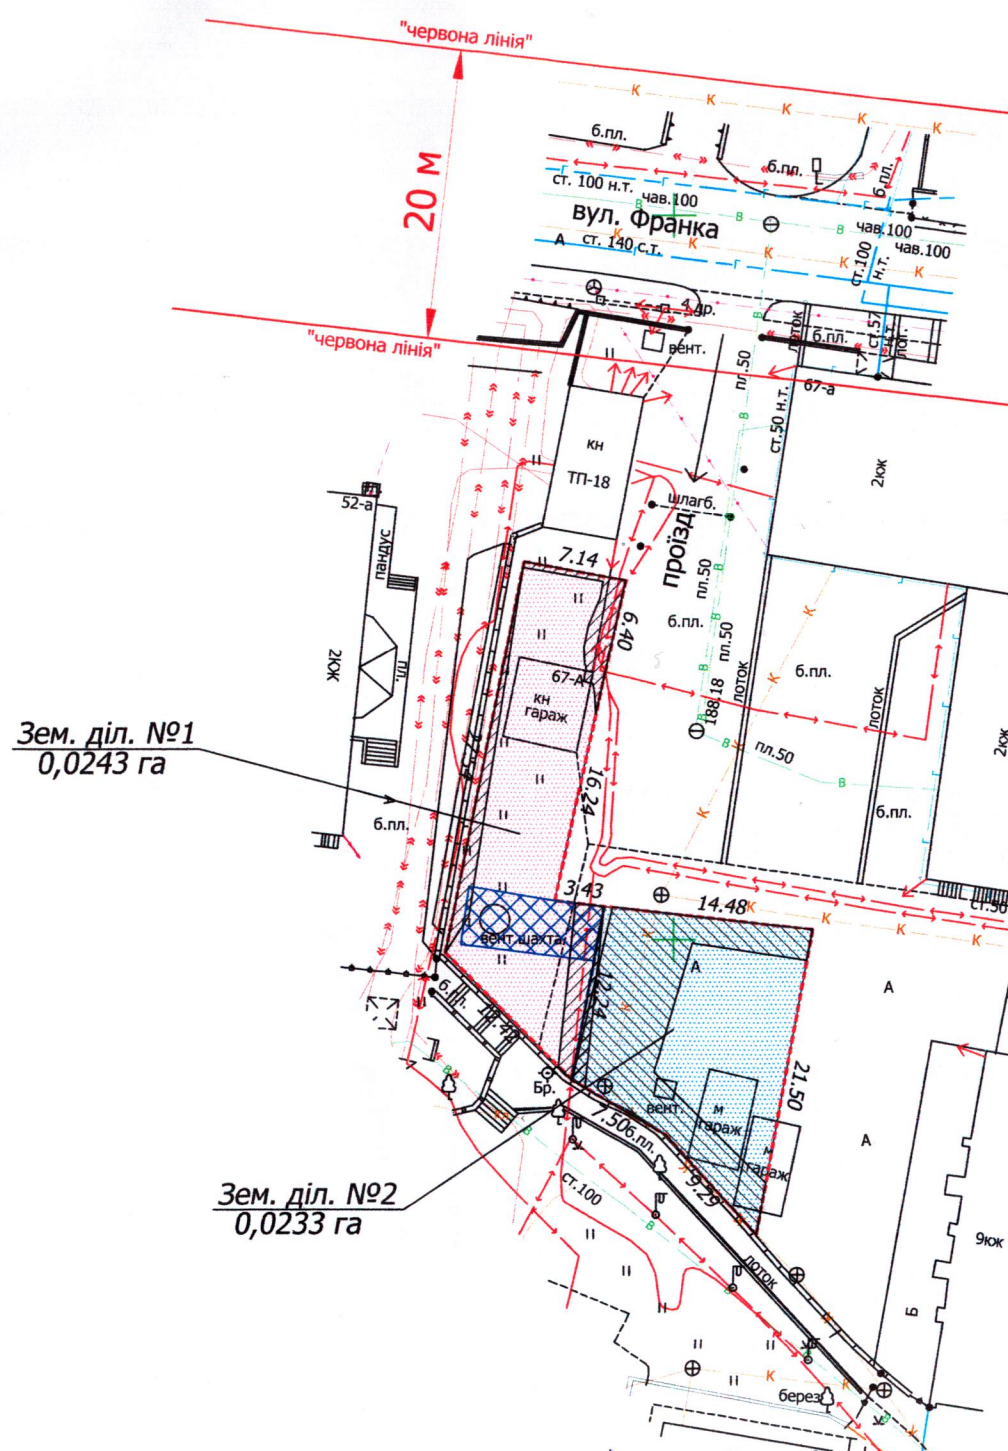 "червона лінія"
К
К
К
К
К
б.пл.
б.пл.
б.пл.
20 м
ст. 100 н.т.
чав.100
В
В
вул. Франка
чав.100
чав.100
А
ст. 140 с.т.
К
К
К
К
Г
Г
ст.100
н.т.
4 др.
"червона лінія"
вент.
лоток
б.пл.
ст.57
н.т.
пл.50
67-а
ст.50 н.т.
В
кн
ТП-18
2кж
шлагб.
52-а
проїзд
пандус
7.14
пл.50
6.40
б.пл.
пл.50
К
б.пл.
2КЖ
пл.
67-А
кн
гараж
188.18
лоток
лоток
К
К
Зем. діл. №1
0,0243 га
пл.50
В
В
2кж
16.24
А
б.пл.
б.пл.
К
3.43
14.48
К
К
К
ст.50
вент.шахта
К
А
А
12.24
К
Бр.
вент.
м
гараж
м
гараж
21.50
А
7.50
б.пл.
9.29
Зем. діл. №2
0,0233 га
ст.100
В
9кж
лоток
В
Б
К
К
берез
В